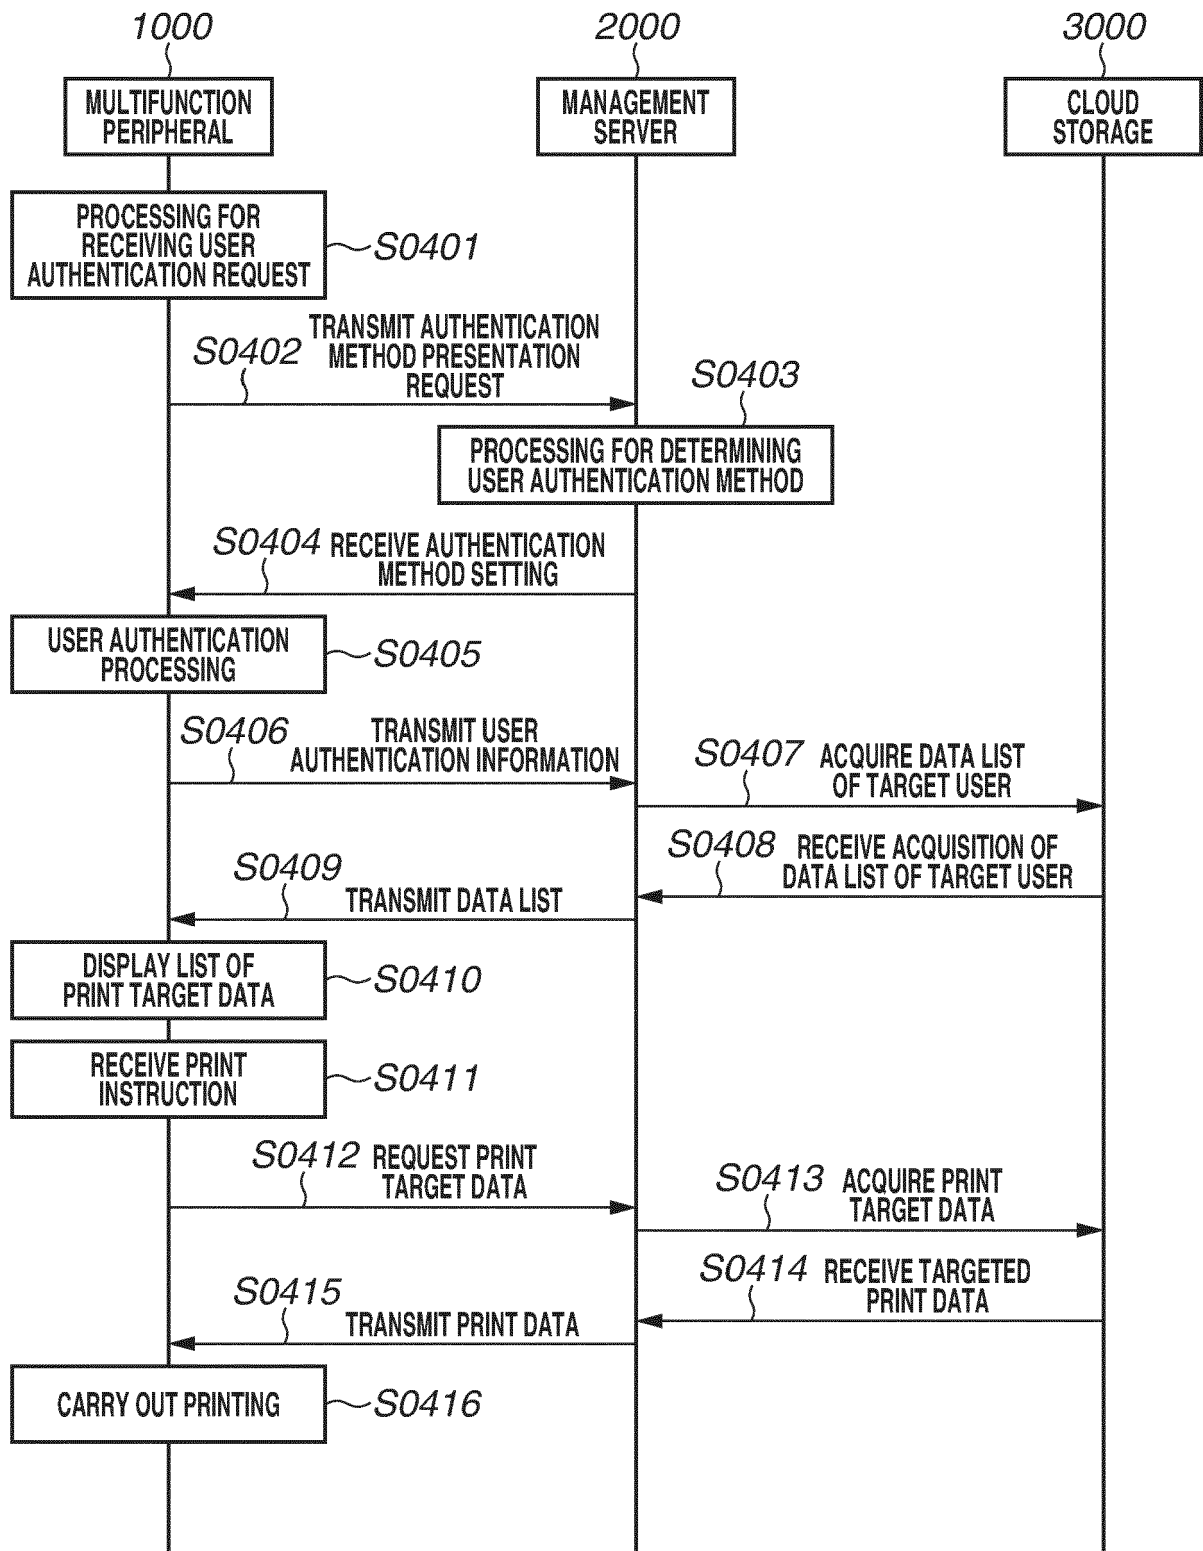 1000
2000
3000
MULTIFUNCTION
PERIPHERAL
MANAGEMENT
SERVER
CLOUD
STORAGE
PROCESSING FOR
RECEIVING USER
AUTHENTICATION REQUEST
S0401
S0402
TRANSMIT AUTHENTICATION
METHOD PRESENTATION
REQUEST
S0403
PROCESSING FOR DETERMINING
USER AUTHENTICATION METHOD
S0404
RECEIVE AUTHENTICATION
METHOD SETTING
USER AUTHENTICATION
PROCESSING
S0405
S0406
TRANSMIT USER
AUTHENTICATION INFORMATION
S0407
ACQUIRE DATA LIST
OF TARGET USER
S0408
RECEIVE ACQUISITION OF
DATA LIST OF TARGET USER
S0409
TRANSMIT DATA LIST
DISPLAY LIST OF
PRINT TARGET DATA
S0410
RECEIVE PRINT
INSTRUCTION
S0411
S0412
REQUEST PRINT
TARGET DATA
S0413
ACQUIRE PRINT
TARGET DATA
S0414
RECEIVE TARGETED
PRINT DATA
S0415
TRANSMIT PRINT DATA
CARRY OUT PRINTING
S0416